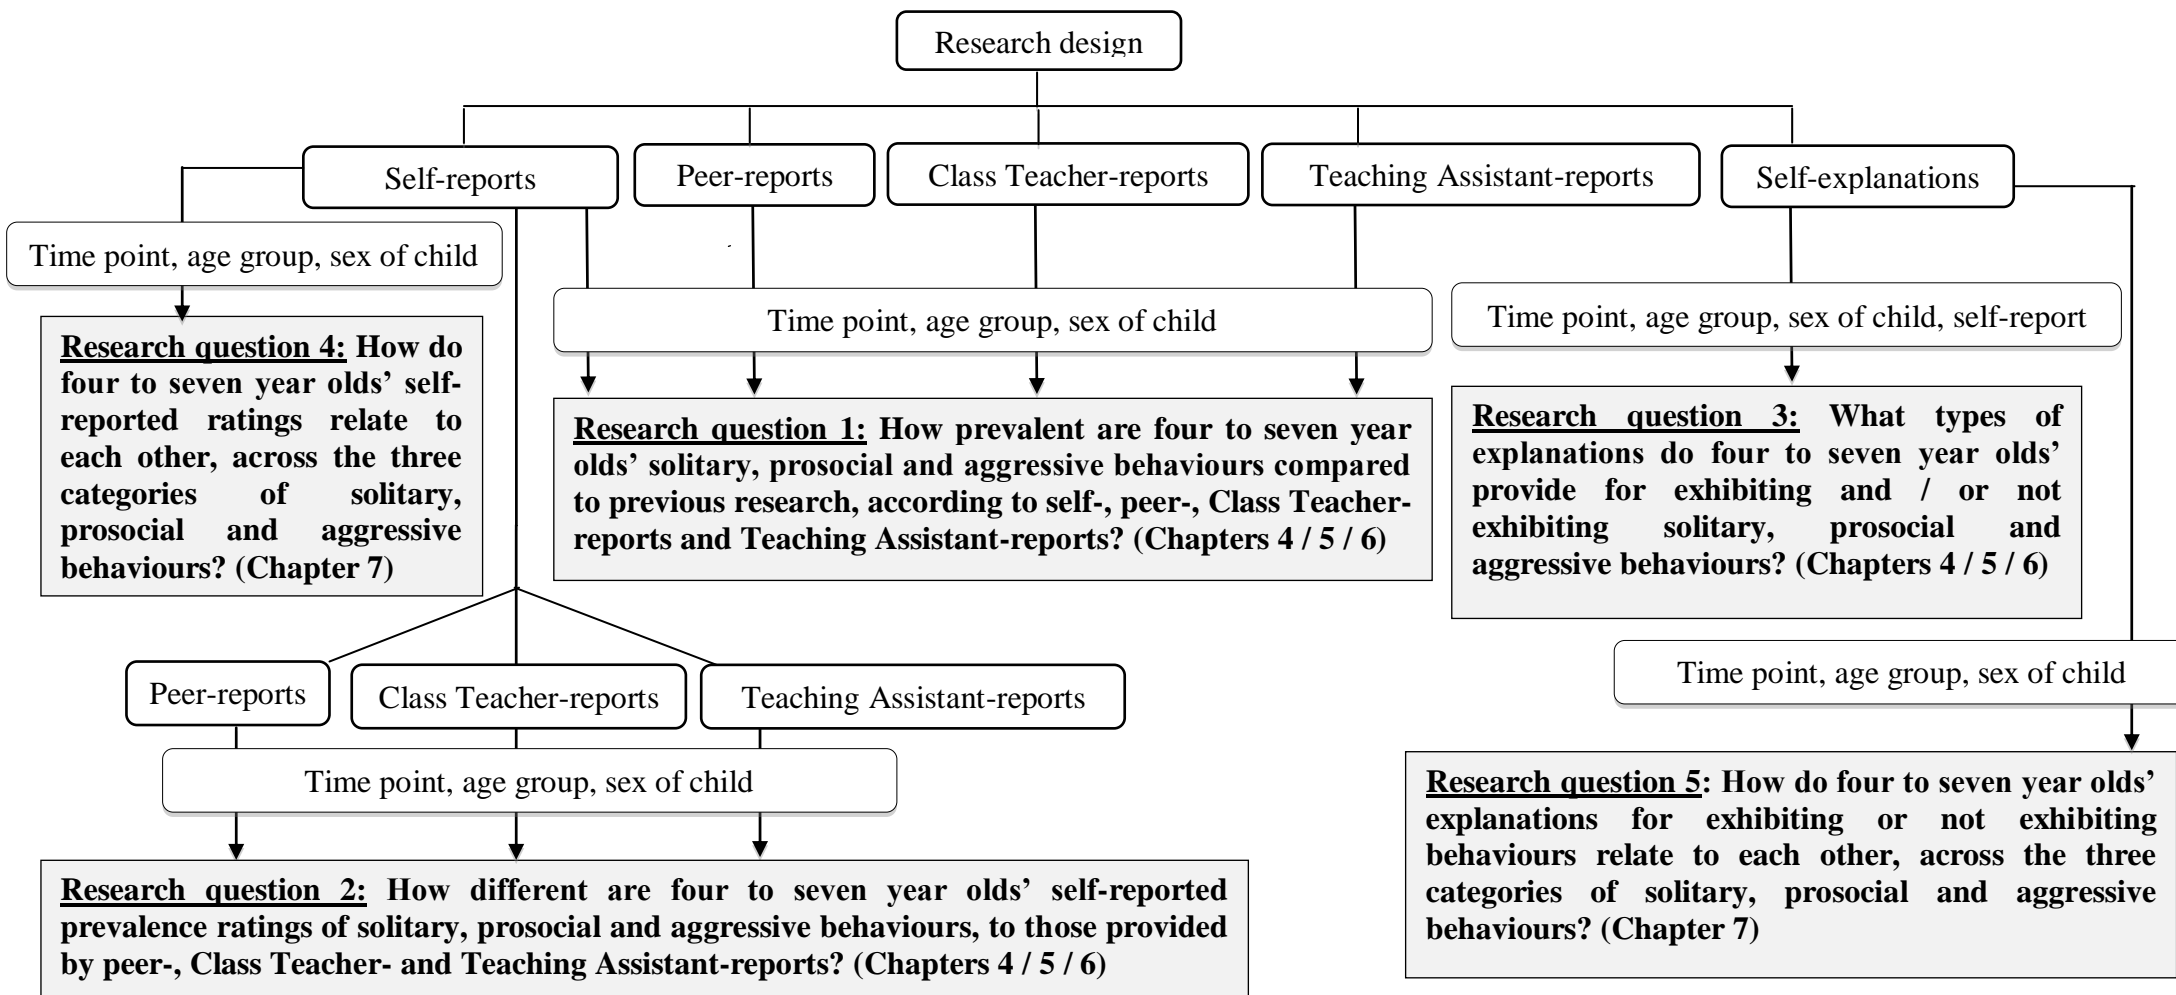 Research design
Self-reports
Peer-reports
Class Teacher-reports
Teaching Assistant-reports
Self-explanations
Time point, age group, sex of child
Time point, age group, sex of child
Time point, age group, sex of child, self-report
Research question 4: How do
four to seven year olds’ self-
reported ratings relate to
each other, across the three
categories of solitary,
prosocial and aggressive
behaviours? (Chapter 7)
Research question 1: How prevalent are four to seven year
olds’ solitary, prosocial and aggressive behaviours compared
to previous research, according to self-, peer-, Class Teacher-
reports and Teaching Assistant-reports? (Chapters 4 / 5 / 6)
Research question 3: What types of
explanations do four to seven year olds’
provide for exhibiting and / or not
exhibiting solitary, prosocial and
aggressive behaviours? (Chapters 4 / 5 / 6)
Peer-reports
Class Teacher-reports
Teaching Assistant-reports
Time point, age group, sex of child
Time point, age group, sex of child
Research question 2: How different are four to seven year olds’ self-reported
prevalence ratings of solitary, prosocial and aggressive behaviours, to those provided
by peer-, Class Teacher- and Teaching Assistant-reports? (Chapters 4 / 5 / 6)
Research question 5: How do four to seven year olds’
explanations for exhibiting or not exhibiting
behaviours relate to each other, across the three
categories of solitary, prosocial and aggressive
behaviours? (Chapter 7)